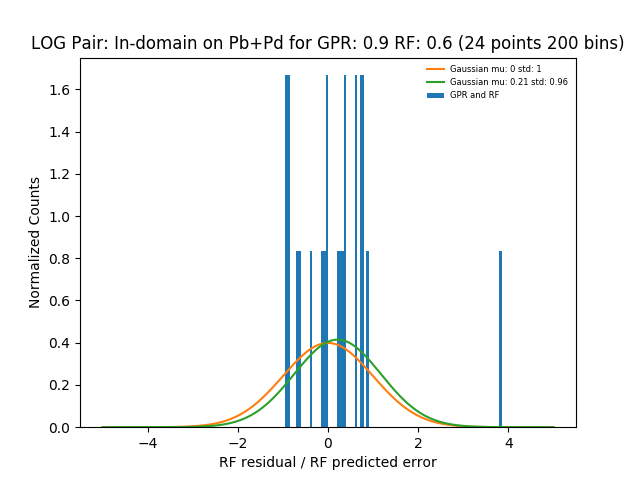 LOG Pair: In-domain on Pb+Pd for GPR: 0.9 RF: 0.6 (24 points 200 bins)
Gaussian mu: 0 std: 1
Gaussian mu: 0.21 std: 0.96
GPR and RF
Normalized Counts
1.6
1.4
1.2
1.0
0.8
0.6
0.4
0.2
0.0
−4
−2
0
2
4
RF residual / RF predicted error